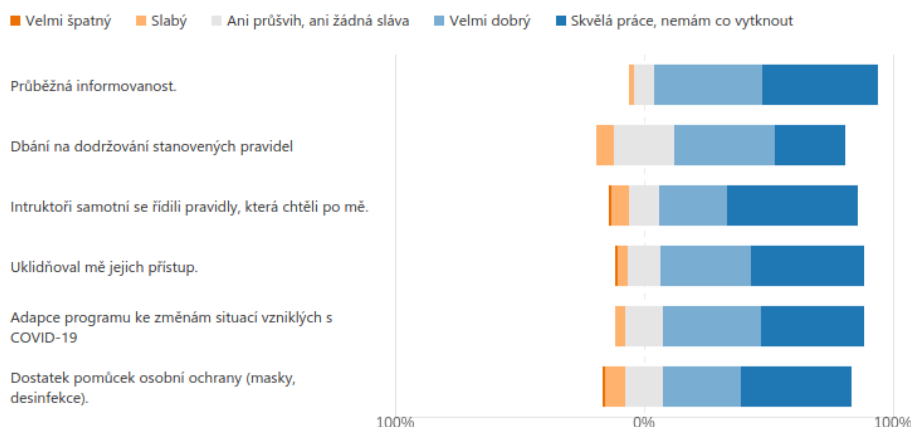 Velmi špatný Slabý Ani průšvih, ani žádná sláva Velmi dobrý Skvělá práce, nemám co vytknout
Průběžná informovanost.
Dbání na dodržování stanovených pravidel
Intruktoři samotní se řídili pravidly, která chtěli po mě.
Uklidňoval mě jejich přístup.
Adapce programu ke změnám situací vzniklých s
COVID-19
Dostatek pomůcek osobní ochrany (masky,
desinfekce).
100% 0% 100%